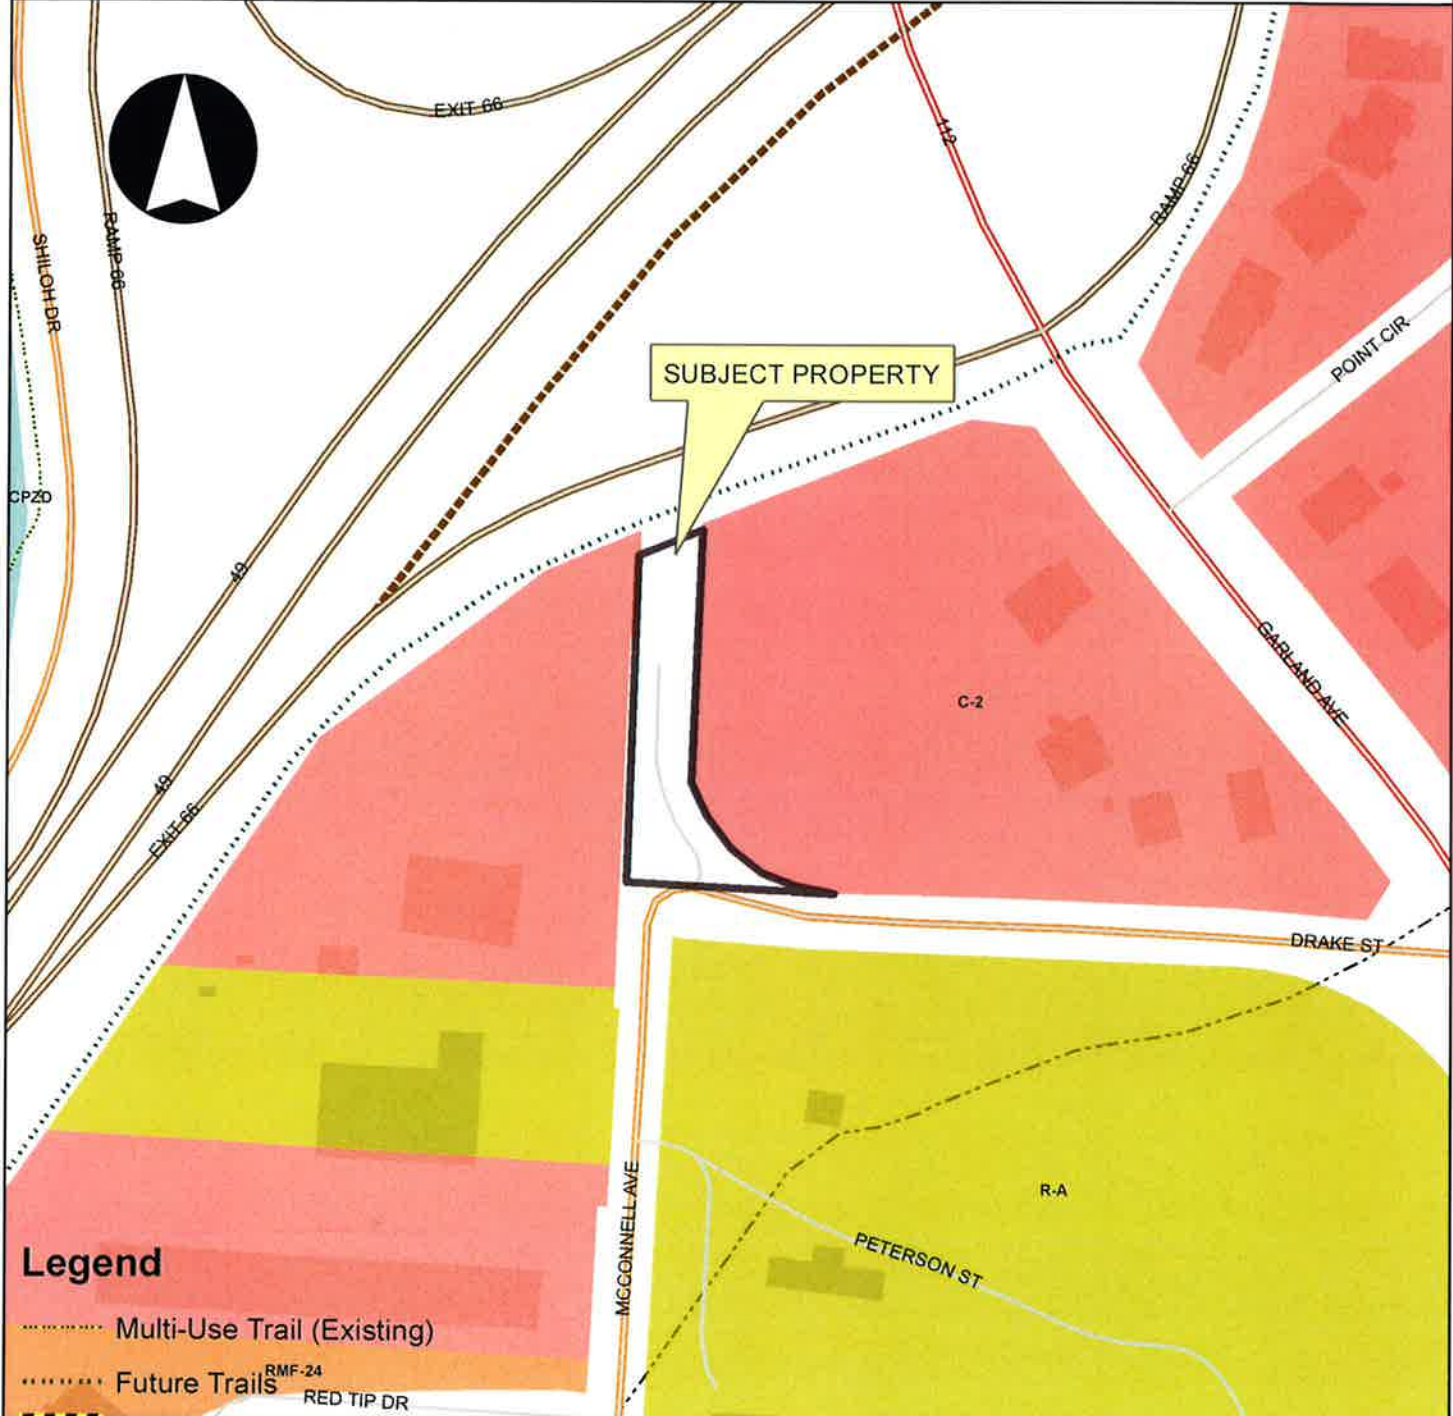 EXIT 66
112
RAMP 66
SHILOH DR
RAMP 66
POINT CIR
SUBJECT PROPERTY
CPZD
49
GARLAND AVE
C-2
49
EXIT 66
DRAKE ST
R-A
MCCONNELL AVE
PETERSON ST
Legend
Multi-Use Trail (Existing)
Future Trails
RMF-24
RED TIP DR